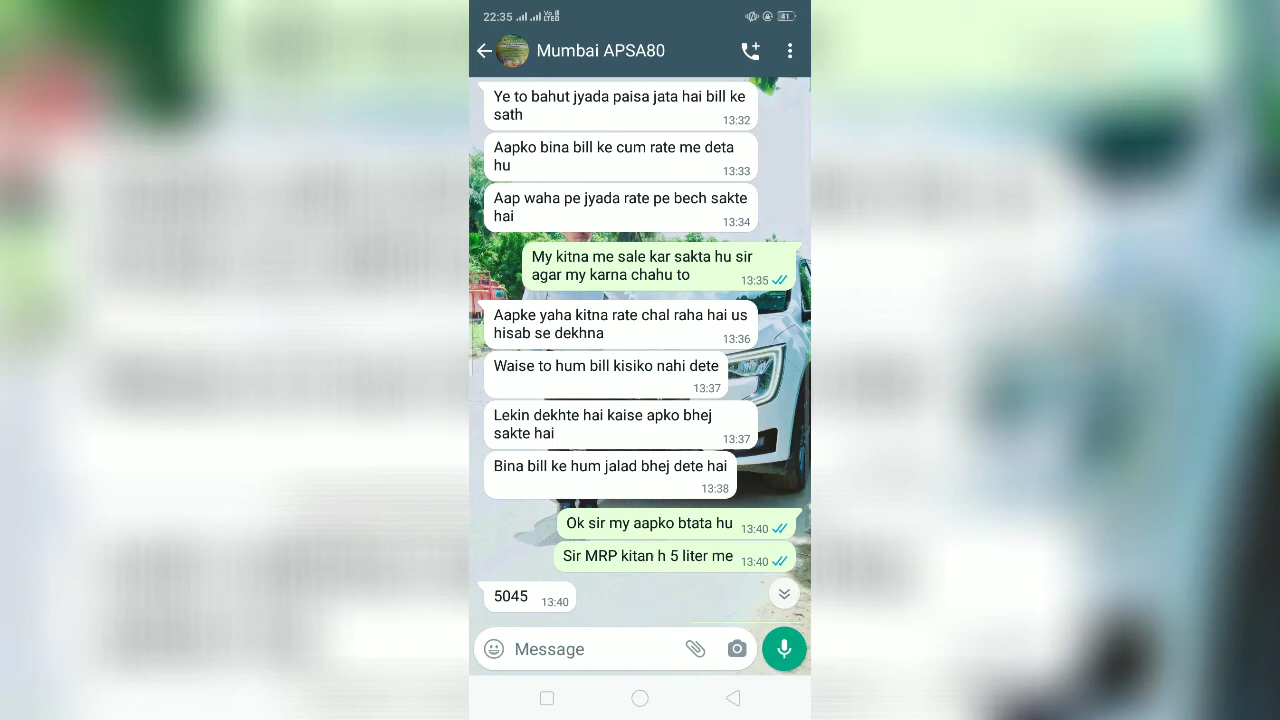 22:35
Vo LTE2
41
Mumbai APSA80
Ye to bahut jyada paisa jata hai bill ke
sath
13:32
Aapko bina bill ke cum rate me deta
hu
13:33
Aap waha pe jyada rate pe bech sakte
hai
13:34
My kitna me sale kar sakta hu sir
agar my karna chahu to
13:35
Aapke yaha kitna rate chal raha hai us
hisab se dekhna
13:36
Waise to hum bill kisiko nahi dete
13:37
Lekin dekhte hai kaise apko bhej
sakte hai
13:37
Bina bill ke hum jalad bhej dete hai
13:38
Ok sir my aapko btata hu 13:40
Sir MRP kitan h 5 liter me 13:40
5045 13:40
Message